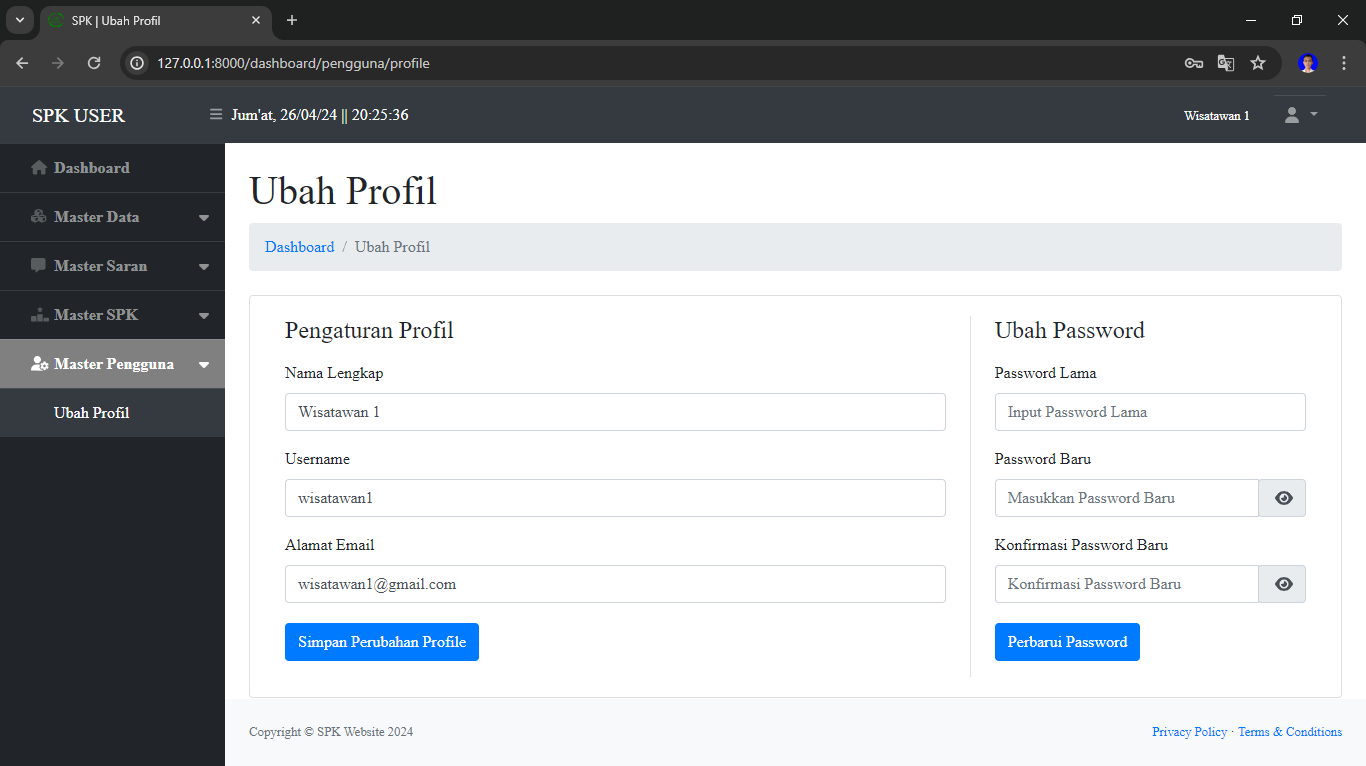 SPK | Ubah Profil
127.0.0.1:8000/dashboard/pengguna/profile
SPK USER
Jum'at, 26/04/24 || 20:25:36
Wisatawan 1
Dashboard
Master Data
Master Saran
Master SPK
Master Pengguna
Ubah Profil
Ubah Profil
Dashboard / Ubah Profil
Pengaturan Profil
Nama Lengkap
Wisatawan 1
Username
wisatawan1
Alamat Email
wisatawan1@gmail.com
Simpan Perubahan Profile
Ubah Password
Password Lama
Input Password Lama
Password Baru
Masukkan Password Baru
Konfirmasi Password Baru
Konfirmasi Password Baru
Perbarui Password
Copyright © SPK Website 2024
Privacy Policy · Terms & Conditions